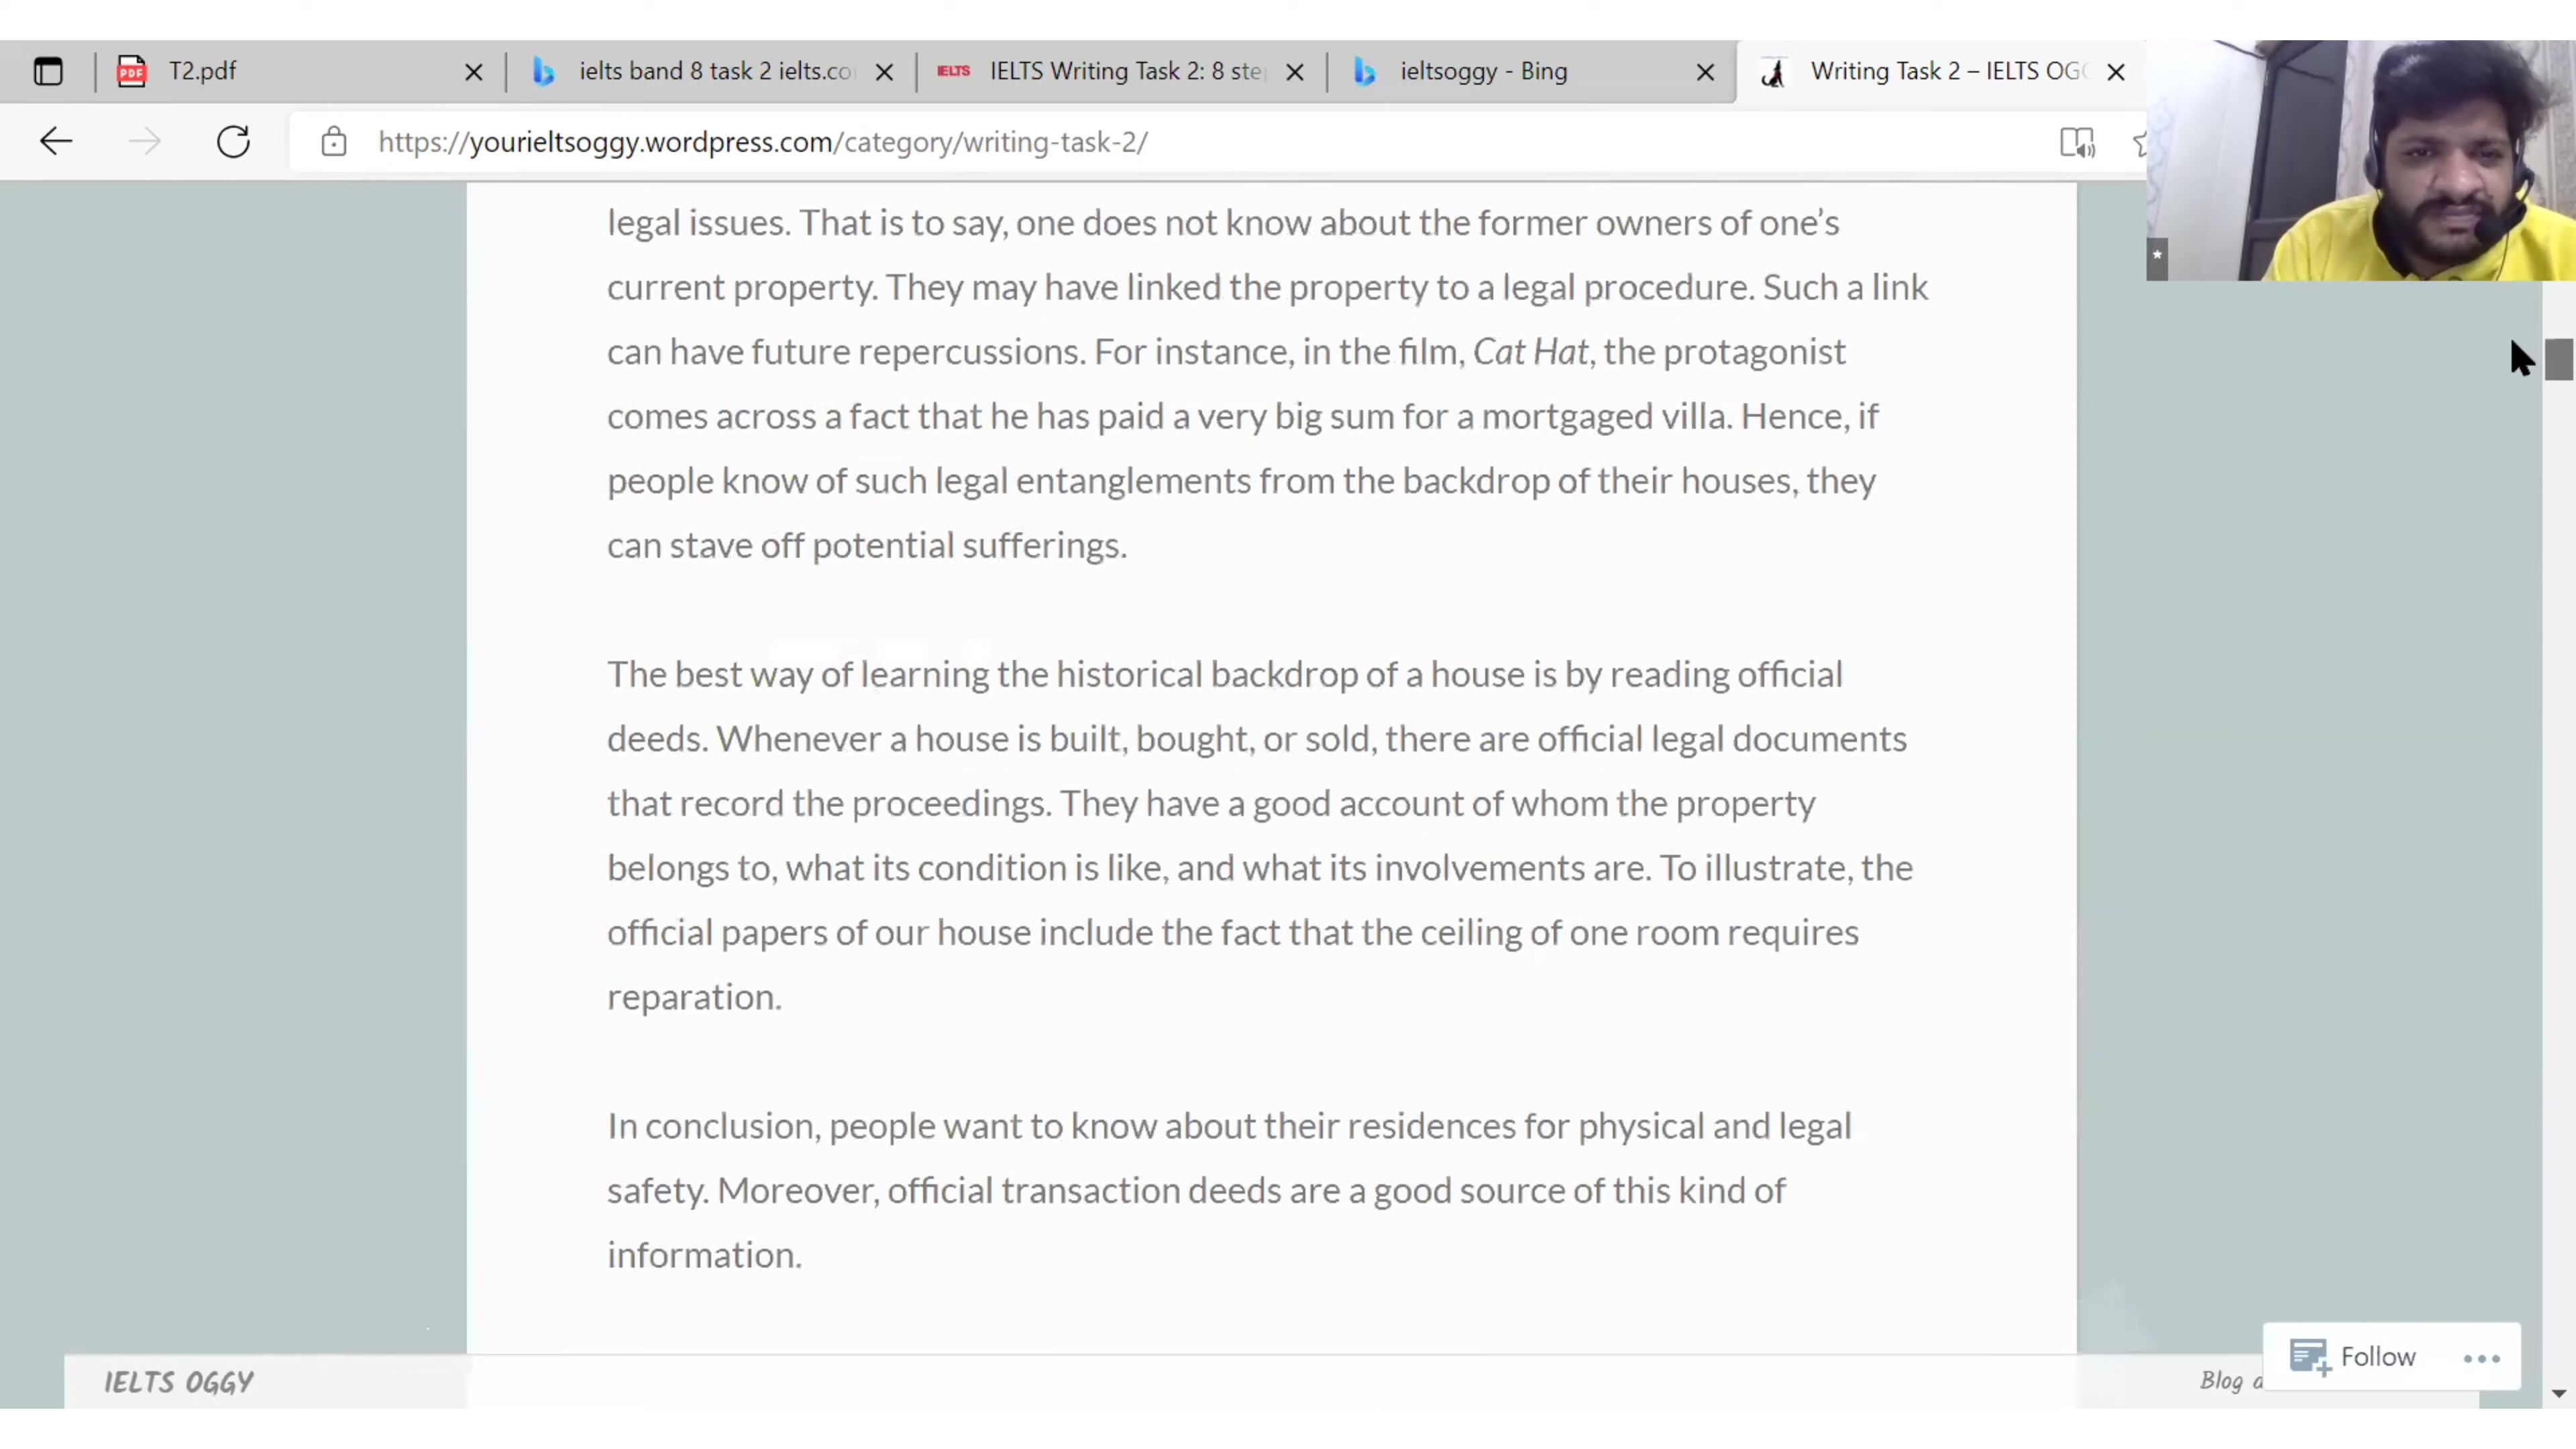 T2.pdf
ielts band 8 task 2 ielts.co
IELTS IELTS Writing Task 2: 8 ste
ieltsoggy - Bing
Writing Task 2 – IELTS OGG
https://yourieltsoggy.wordpress.com/category/writing-task-2/
legal issues. That is to say, one does not know about the former owners of one's
current property. They may have linked the property to a legal procedure. Such a link
can have future repercussions. For instance, in the film, Cat Hat, the protagonist
comes across a fact that he has paid a very big sum for a mortgaged villa. Hence, if
people know of such legal entanglements from the backdrop of their houses, they
can stave off potential sufferings.
The best way of learning the historical backdrop of a house is by reading official
deeds. Whenever a house is built, bought, or sold, there are official legal documents
that record the proceedings. They have a good account of whom the property
belongs to, what its condition is like, and what its involvements are. To illustrate, the
official papers of our house include the fact that the ceiling of one room requires
reparation.
In conclusion, people want to know about their residences for physical and legal
safety. Moreover, official transaction deeds are a good source of this kind of
information.
IELTS OGGY
Blog a
Follow